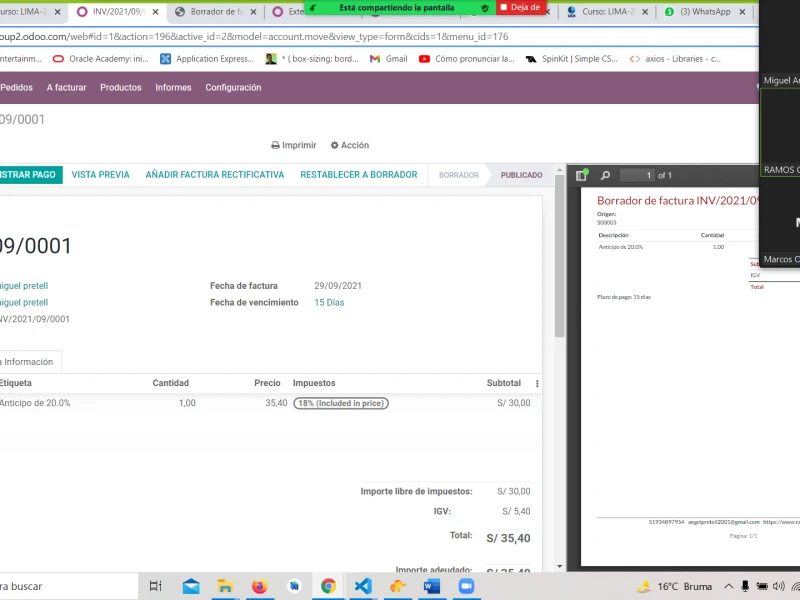 urso: LIMA-2
INV/2021/09/
Borrador de fa
Exte
Está compartiendo la pantalla
Deja de
Curso: LIMA-2
(3) WhatsApp
oup2.odoo.com/web#id=1&action=196&active_id=2&model=account.move&view_type=form&cids=1&menu_id=176
ntertainm...
Oracle Academy: ini...
Application Express...
* ( box-sizing: bord...
Gmail
Cómo pronunciar la...
SpinKit | Simple CS...
axios - Libraries - c...
Miguel An
Pedidos
A facturar
Productos
Informes
Configuración
09/0001
Imprimir
Acción
ISTRAR PAGO
VISTA PREVIA
AÑADIR FACTURA RECTIFICATIVA
RESTABLECER A BORRADOR
BORRADOR
PUBLICADO
1 of 1
RAMOS C
Borrador de factura INV/2021/09
Origen:
S00003
Descripción
Cantidad
Anticipo de 20.0%
1,00
Sub
IGV
Total
Plazo de pago: 15 días
Marcos O
09/0001
miguel pretell
Fecha de factura
29/09/2021
miguel pretell
Fecha de vencimiento
15 Días
NV/2021/09/0001
a Información
Etiqueta
Cantidad
Precio
Impuestos
Subtotal
Anticipo de 20.0%
1,00
35,40
18% (Included in price)
S/ 30,00
Importe libre de impuestos:
S/ 30,00
IGV:
S/ 5,40
Total:
S/ 35,40
Importe adeudado:
S/ 35,40
51934897954 angelpretell2001@gmail.com https://www.ro
Página: 1/1
ra buscar
16°C Bruma